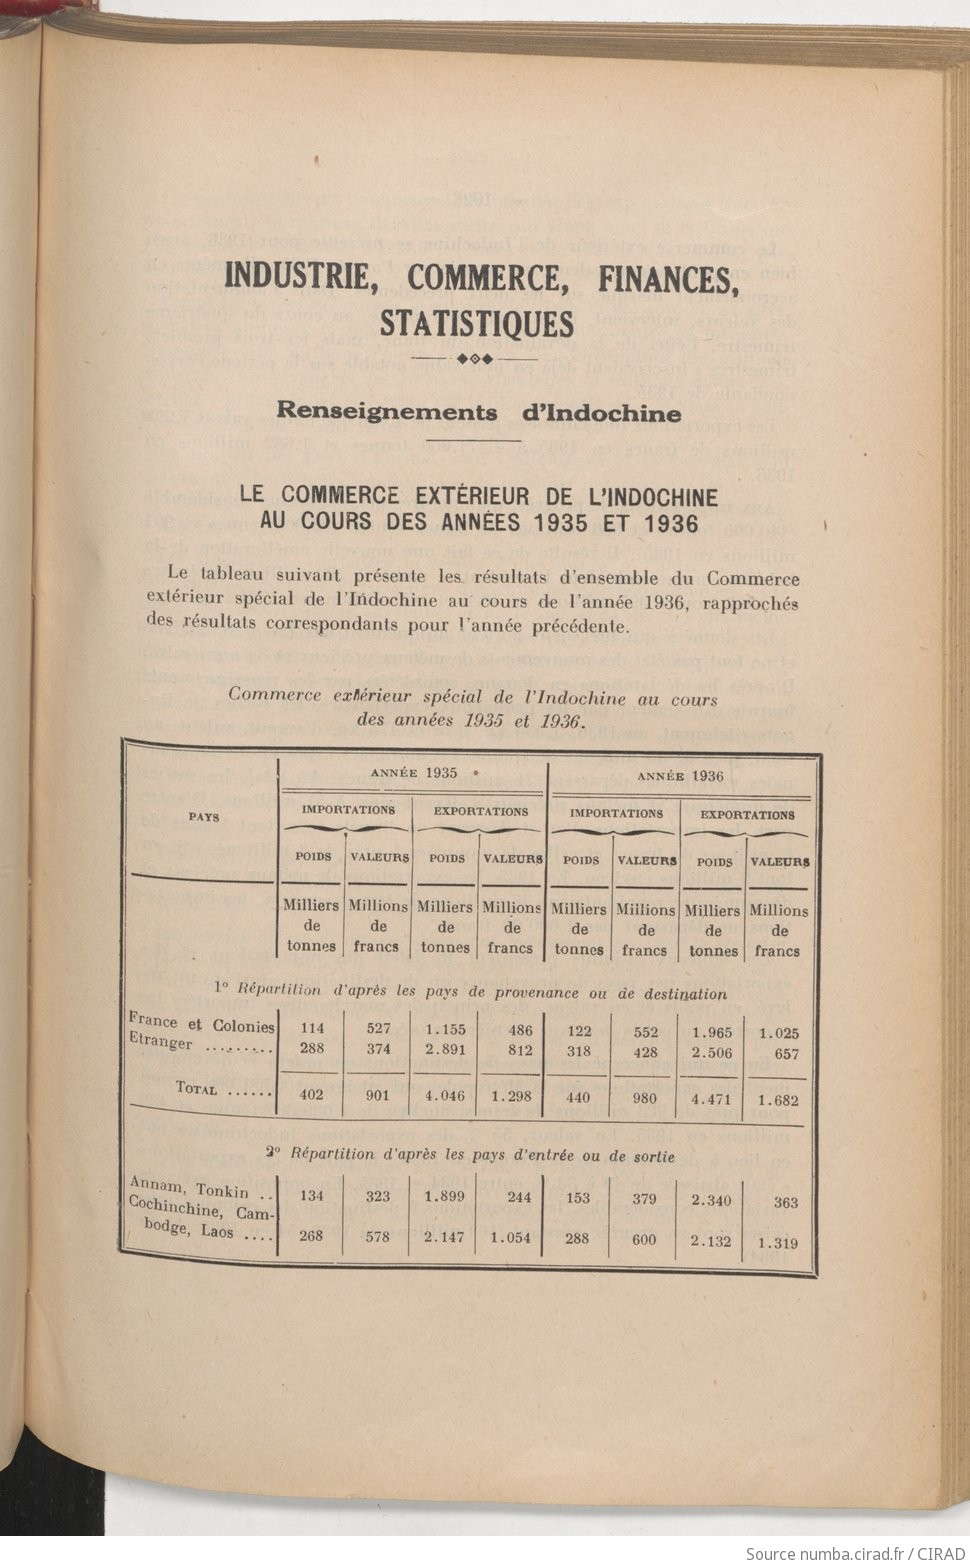 INDUSTRIE, COMMERCE, FINANCES,
STATISTIQUES
Renseignements d'Indochine
LE COMMERCE EXTÉRIEUR DE L'INDOCHINE
AU COURS DES ANNÉES 1935 ET 1936
Le tableau suivant présente les résultats d'ensemble du Commerce
extérieur spécial de l'Indochine au cours de l'année 1936, rapprochés
des résultats correspondants pour l'année précédente.
Commerce extérieur spécial de l'Indochine au cours
des années 1935 et 1936.
PAYS ANNÉE 1935 ANNÉE 1936
IMPORTATIONS EXPORTATIONS IMPORTATIONS EXPORTATIONS
POIDS VALEURS POIDS VALEURS POIDS VALEURS POIDS VALEURS
Milliers Millions Milliers Millions Milliers Millions Milliers Millions
de de de de de de de de
tonnes francs tonnes francs tonnes francs tonnes francs
1° Répartition d'après les pays de provenance ou de destination
France et Colonies 114 527 1.155 486 122 552 1.965 1.025
Etranger ......... 288 374 2.891 812 318 428 2.506 657
TOTAL ...... 402 901 4.046 1.298 440 980 4.471 1.682
2° Répartition d'après les pays d'entrée ou de sortie
Annam, Tonkin .. 134 323 1.899 244 153 379 2.340 363
Cochinchine, Cam-
bodge, Laos .... 268 578 2.147 1.054 288 600 2.132 1.319
Source numba.cirad.fr / CIRAD